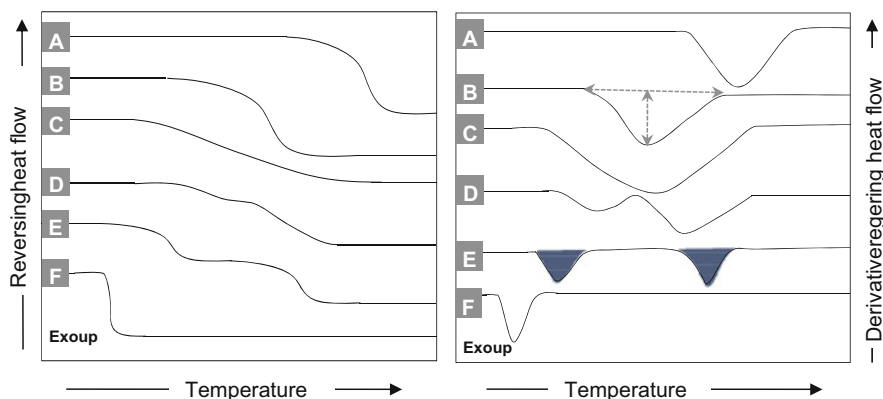 Reversingheat flow
A
B
C
D
E
F
Exoup
Temperature
A
B
C
D
E
F
Exoup
Temperature
Derivativeregering heat flow